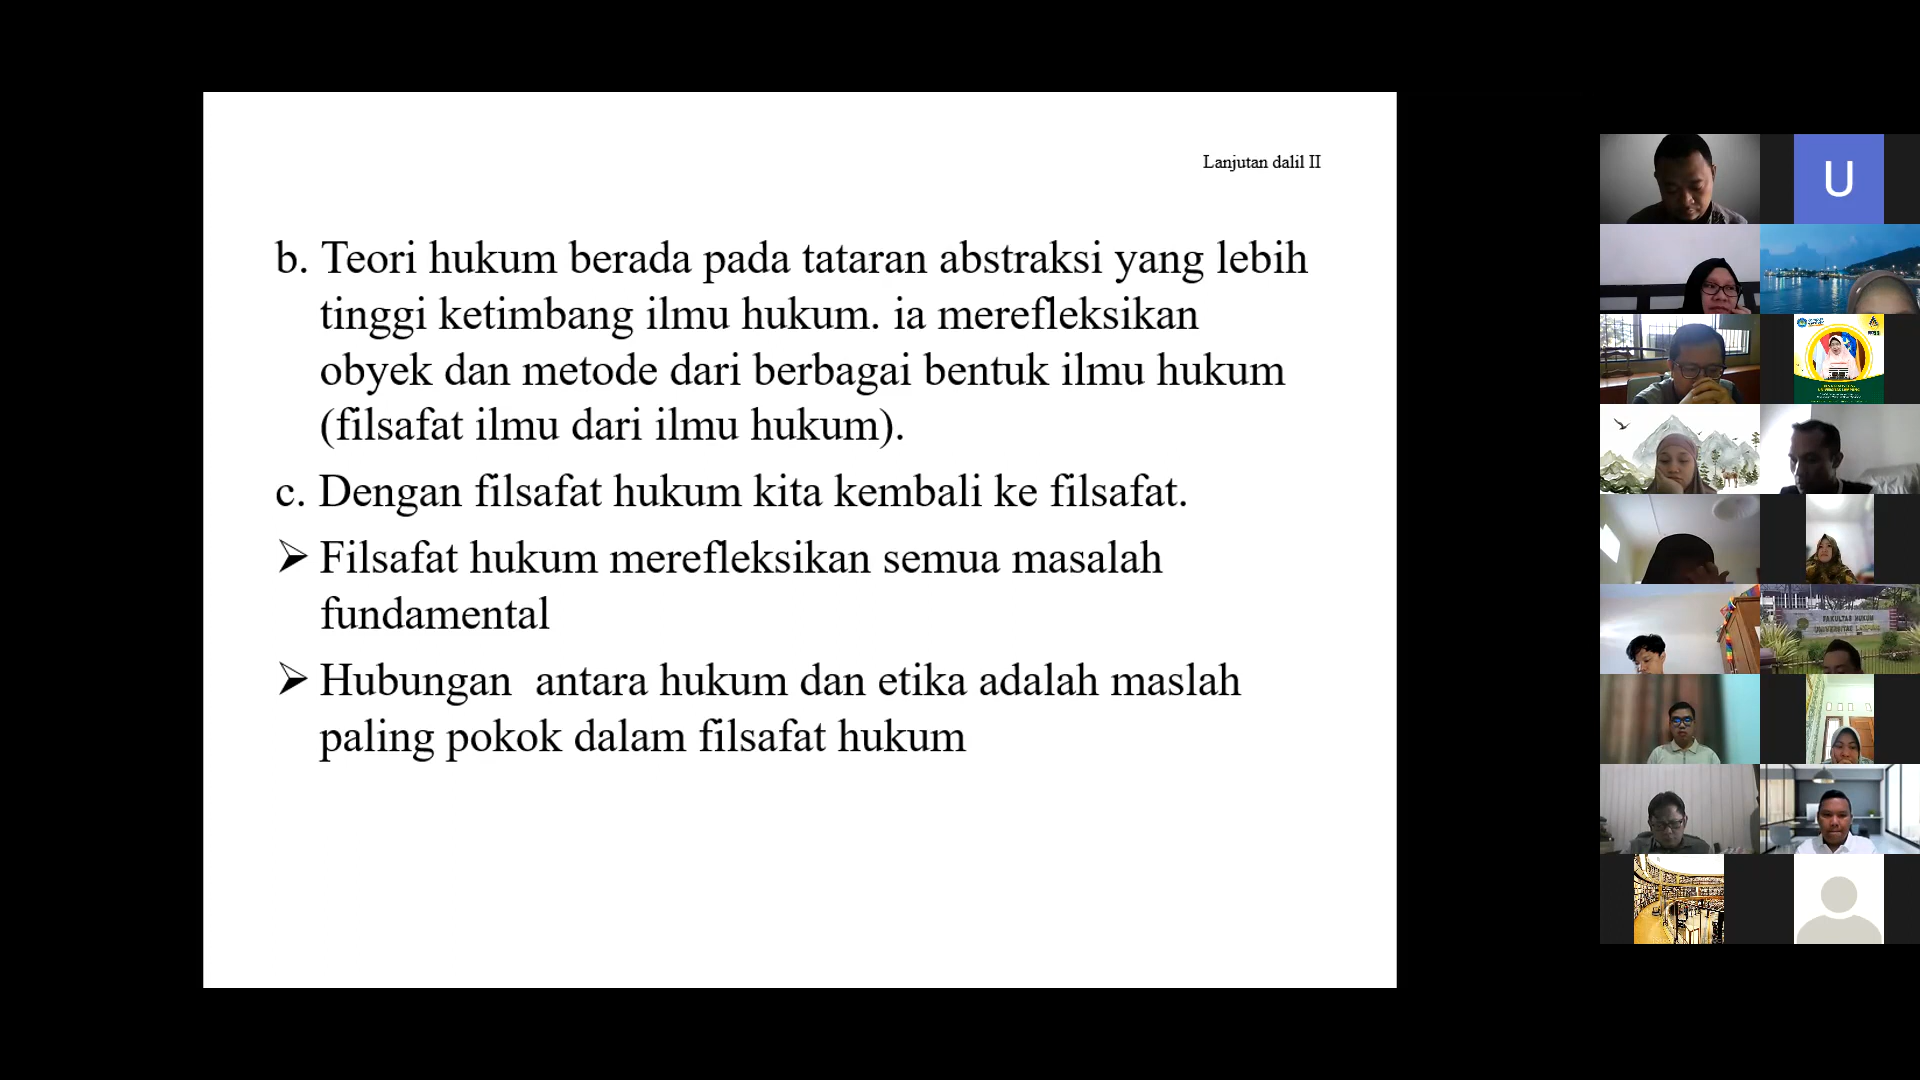 Lanjutan dalil II
b. Teori hukum berada pada tataran abstraksi yang lebih
tinggi ketimbang ilmu hukum. ia merefleksikan
obyek dan metode dari berbagai bentuk ilmu hukum
(filsafat ilmu dari ilmu hukum).
c. Dengan filsafat hukum kita kembali ke filsafat.
➢ Filsafat hukum merefleksikan semua masalah
fundamental
➢ Hubungan  antara hukum dan etika adalah maslah
paling pokok dalam filsafat hukum
U
FAKULTAS HUKUM
UNIVERSITAS LAMPUNG